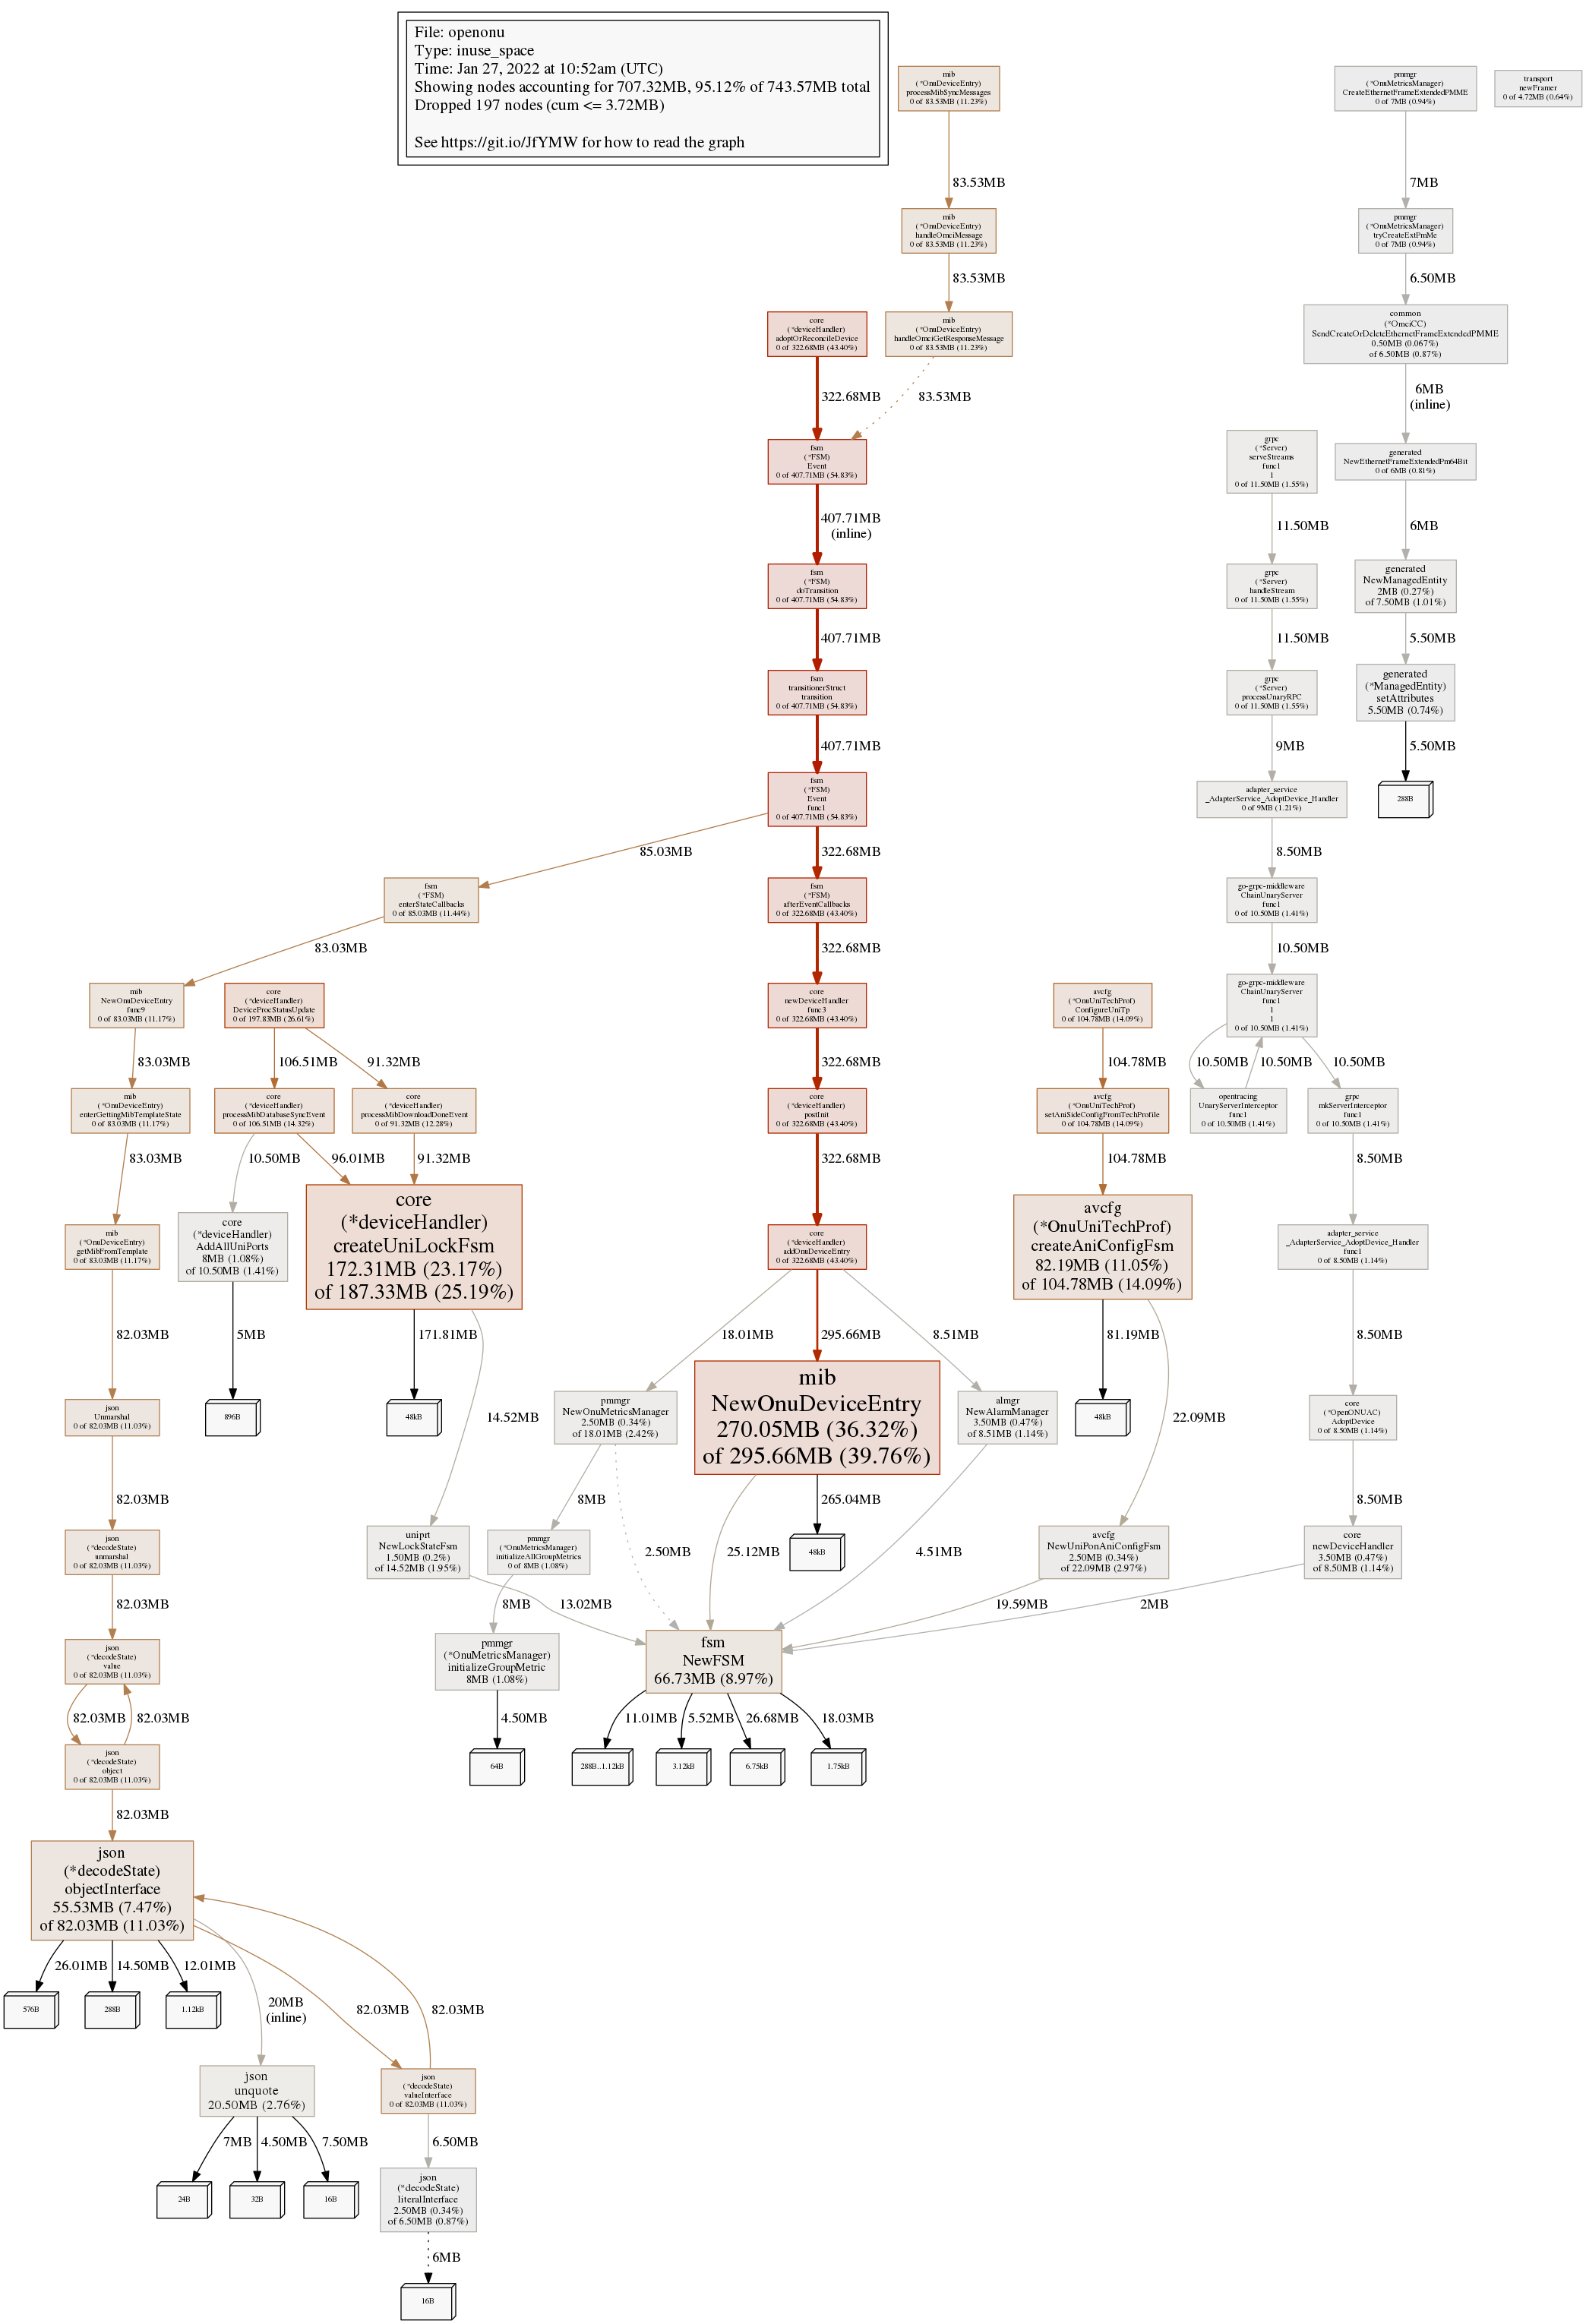 File: openonu
Type: inuse_space
Time: Jan 27, 2022 at 10:52am (UTC)
Showing nodes accounting for 707.32MB, 95.12% of 743.57MB total
Dropped 197 nodes (cum <= 3.72MB)
See https://git.io/JfYMW for how to read the graph
mib
(*OnuDeviceEntry)
processMibSyncMessages
0 of 83.53MB (11.23%)
pmmgr
(*OnuMetricsManager)
CreateEthernetFrameExtendedPMME
0 of 7MB (0.94%)
transport
newFramer
0 of 4.72MB (0.64%)
83.53MB
7MB
mib
(*OnuDeviceEntry)
handleOmciMessage
0 of 83.53MB (11.23%)
pmmgr
(*OnuMetricsManager)
tryCreateExtPmMe
0 of 7MB (0.94%)
83.53MB
6.50MB
core
(*deviceHandler)
adoptOrReconcileDevice
0 of 322.68MB (43.40%)
mib
(*OnuDeviceEntry)
handleOmciGetResponseMessage
0 of 83.53MB (11.23%)
common
(*OmciCC)
SendCreateOrDeleteEthernetFrameExtendedPMME
0.50MB (0.067%)
of 6.50MB (0.87%)
322.68MB
83.53MB
6MB
(inline)
fsm
(*FSM)
Event
0 of 407.71MB (54.83%)
grpc
(*Server)
serveStreams
func1
1
0 of 11.50MB (1.55%)
generated
NewEthernetFrameExtendedPm64Bit
0 of 6MB (0.81%)
407.71MB
(inline)
11.50MB
6MB
fsm
(*FSM)
doTransition
0 of 407.71MB (54.83%)
grpc
(*Server)
handleStream
0 of 11.50MB (1.55%)
generated
NewManagedEntity
2MB (0.27%)
of 7.50MB (1.01%)
407.71MB
11.50MB
5.50MB
fsm
transitionerStruct
transition
0 of 407.71MB (54.83%)
grpc
(*Server)
processUnaryRPC
0 of 11.50MB (1.55%)
generated
(*ManagedEntity)
setAttributes
5.50MB (0.74%)
407.71MB
9MB
5.50MB
fsm
(*FSM)
Event
func1
0 of 407.71MB (54.83%)
adapter_service
_AdapterService_AdoptDevice_Handler
0 of 9MB (1.21%)
288B
85.03MB
322.68MB
8.50MB
fsm
(*FSM)
enterStateCallbacks
0 of 85.03MB (11.44%)
fsm
(*FSM)
afterEventCallbacks
0 of 322.68MB (43.40%)
go-grpc-middleware
ChainUnaryServer
func1
0 of 10.50MB (1.41%)
83.03MB
322.68MB
10.50MB
mib
NewOnuDeviceEntry
func9
0 of 83.03MB (11.17%)
core
(*deviceHandler)
DeviceProcStatusUpdate
0 of 197.83MB (26.61%)
core
newDeviceHandler
func3
0 of 322.68MB (43.40%)
avcfg
(*OnuUniTechProf)
ConfigureUniTp
0 of 104.78MB (14.09%)
go-grpc-middleware
ChainUnaryServer
func1
1
1
0 of 10.50MB (1.41%)
83.03MB
106.51MB
91.32MB
322.68MB
104.78MB
10.50MB
10.50MB
10.50MB
mib
(*OnuDeviceEntry)
enterGettingMibTemplateState
0 of 83.03MB (11.17%)
core
(*deviceHandler)
processMibDatabaseSyncEvent
0 of 106.51MB (14.32%)
core
(*deviceHandler)
processMibDownloadDoneEvent
0 of 91.32MB (12.28%)
core
(*deviceHandler)
postInit
0 of 322.68MB (43.40%)
avcfg
(*OnuUniTechProf)
setAniSideConfigFromTechProfile
0 of 104.78MB (14.09%)
opentracing
UnaryServerInterceptor
func1
0 of 10.50MB (1.41%)
grpc
mkServerInterceptor
func1
0 of 10.50MB (1.41%)
83.03MB
10.50MB
96.01MB
91.32MB
322.68MB
104.78MB
8.50MB
mib
(*OnuDeviceEntry)
getMibFromTemplate
0 of 83.03MB (11.17%)
core
(*deviceHandler)
AddAllUniPorts
8MB (1.08%)
of 10.50MB (1.41%)
core
(*deviceHandler)
createUniLockFsm
172.31MB (23.17%)
of 187.33MB (25.19%)
core
(*deviceHandler)
addOnuDeviceEntry
0 of 322.68MB (43.40%)
avcfg
(*OnuUniTechProf)
createAniConfigFsm
82.19MB (11.05%)
of 104.78MB (14.09%)
adapter_service
_AdapterService_AdoptDevice_Handler
func1
0 of 8.50MB (1.14%)
82.03MB
5MB
171.81MB
18.01MB
295.66MB
8.51MB
81.19MB
8.50MB
json
Unmarshal
0 of 82.03MB (11.03%)
896B
48kB
14.52MB
pmmgr
NewOnuMetricsManager
2.50MB (0.34%)
of 18.01MB (2.42%)
mib
NewOnuDeviceEntry
270.05MB (36.32%)
of 295.66MB (39.76%)
almgr
NewAlarmManager
3.50MB (0.47%)
of 8.51MB (1.14%)
48kB
22.09MB
core
(*OpenONUAC)
AdoptDevice
0 of 8.50MB (1.14%)
82.03MB
8MB
265.04MB
8.50MB
json
(*decodeState)
unmarshal
0 of 82.03MB (11.03%)
uniprt
NewLockStateFsm
1.50MB (0.2%)
of 14.52MB (1.95%)
pmmgr
(*OnuMetricsManager)
initializeAllGroupMetrics
0 of 8MB (1.08%)
2.50MB
25.12MB
48kB
4.51MB
avcfg
NewUniPonAniConfigFsm
2.50MB (0.34%)
of 22.09MB (2.97%)
core
newDeviceHandler
3.50MB (0.47%)
of 8.50MB (1.14%)
82.03MB
8MB
13.02MB
19.59MB
2MB
json
(*decodeState)
value
0 of 82.03MB (11.03%)
pmmgr
(*OnuMetricsManager)
initializeGroupMetric
8MB (1.08%)
fsm
NewFSM
66.73MB (8.97%)
82.03MB
82.03MB
4.50MB
11.01MB
5.52MB
26.68MB
18.03MB
json
(*decodeState)
object
0 of 82.03MB (11.03%)
64B
288B..1.12kB
3.12kB
6.75kB
1.75kB
82.03MB
json
(*decodeState)
objectInterface
55.53MB (7.47%)
of 82.03MB (11.03%)
26.01MB
14.50MB
12.01MB
576B
288B
1.12kB
20MB
(inline)
82.03MB
82.03MB
json
unquote
20.50MB (2.76%)
json
(*decodeState)
valueInterface
0 of 82.03MB (11.03%)
7MB
4.50MB
7.50MB
6.50MB
24B
32B
16B
json
(*decodeState)
literalInterface
2.50MB (0.34%)
of 6.50MB (0.87%)
6MB
16B